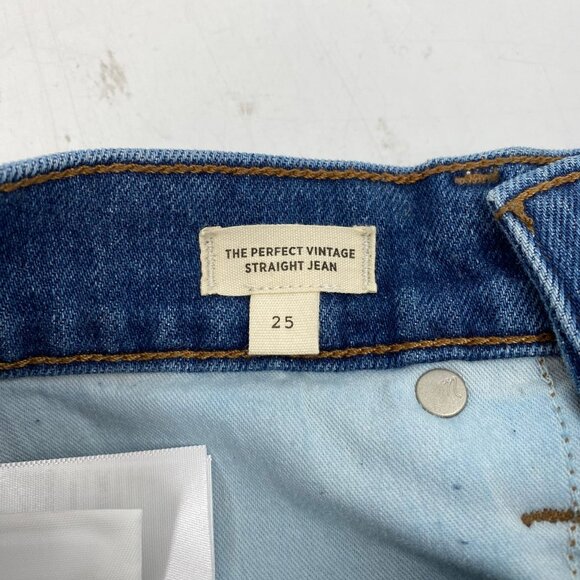 THE PERFECT VINTAGE
STRAIGHT JEAN
25